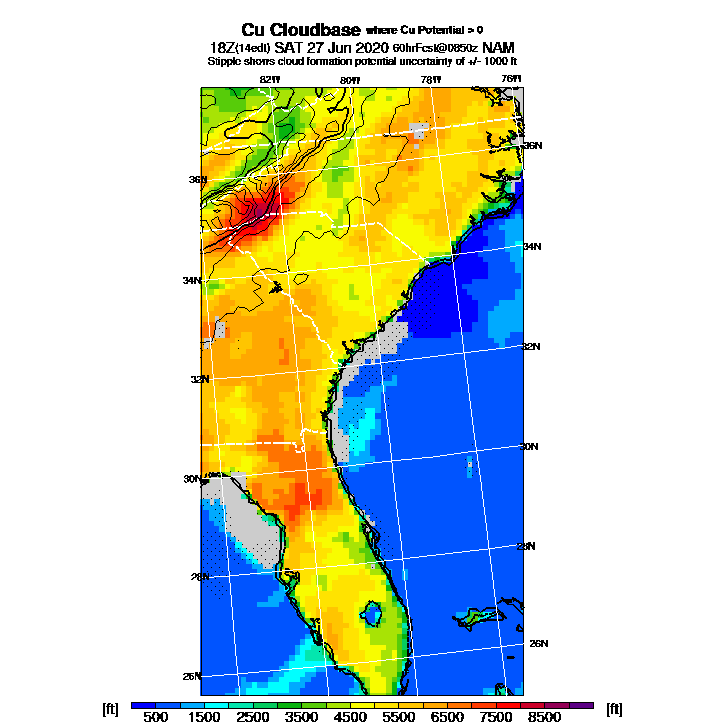 Cu Cloudbase where Cu Potential > 0
18Z(14edt) SAT 27 Jun 2020 60hrFcst@0850z NAM
Stipple shows cloud formation potential uncertainty of +/- 1000 ft
82W 80W 78W 76W
36N
36N
34N
34N
32N
32N
30N
30N
28N
28N
26N
26N
[ft] 500 1500 2500 3500 4500 5500 6500 7500 8500 [ft]